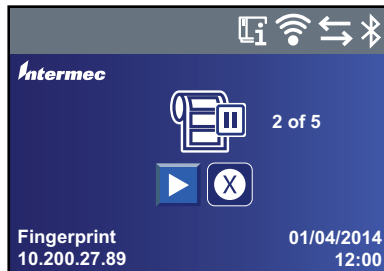 Intermec
2 of 5
X
Fingerprint
01/04/2014
10.200.27.89
12:00